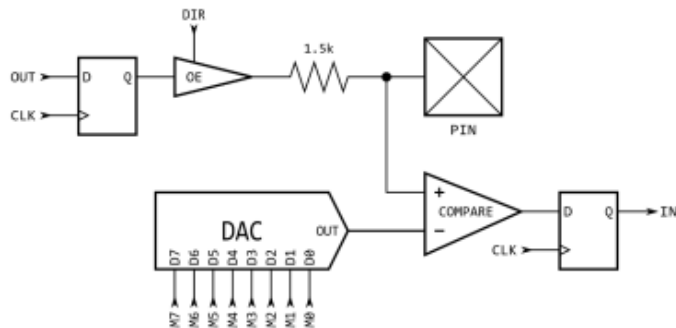 DIR
1.5k
OUT D Q OE
CLK
PIN
+
COMPARE D Q IN
DAC OUT
−
CLK
D7 D6 D5 D4 D3 D2 D1 D0
M7 M6 M5 M4 M3 M2 M1 M0